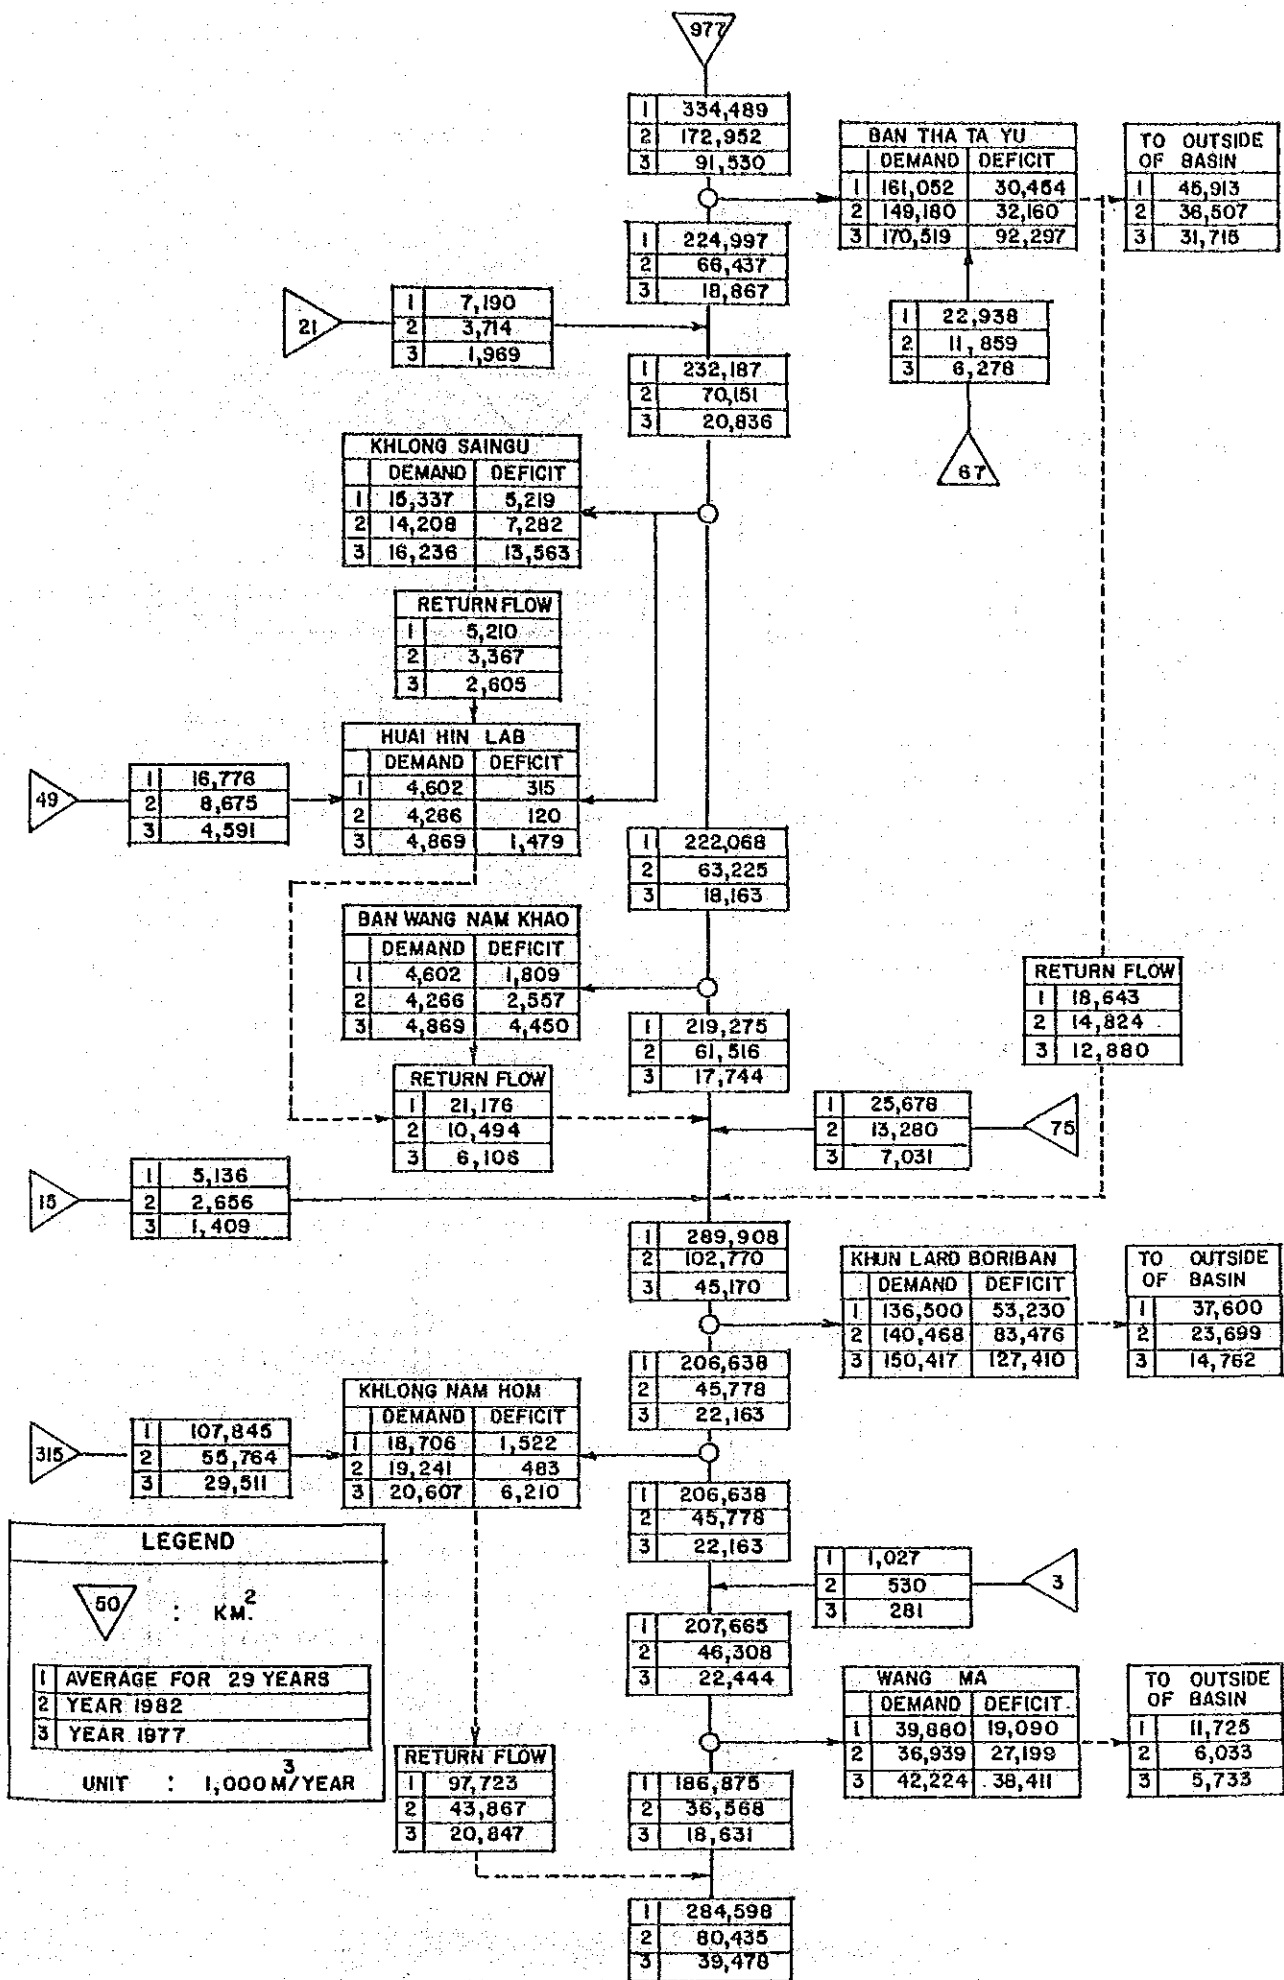 977
1 334,489
2 172,952
3 91,530
BAN THA TA YU
DEMAND DEFICIT
1 161,052 30,454
2 149,180 32,160
3 170,519 92,297
TO OUTSIDE
OF BASIN
1 45,913
2 36,507
3 31,715
1 224,997
2 66,437
3 18,867
21
1 7,190
2 3,714
3 1,969
1 22,938
2 11,859
3 6,278
67
1 232,187
2 70,151
3 20,836
KHLONG SAINGU
DEMAND DEFICIT
1 15,337 5,219
2 14,208 7,282
3 16,236 13,563
RETURN FLOW
1 5,210
2 3,367
3 2,605
HUAI HIN LAB
DEMAND DEFICIT
1 4,602 315
2 4,266 120
3 4,869 1,479
49
1 16,776
2 8,675
3 4,591
1 222,068
2 63,225
3 18,163
BAN WANG NAM KHAO
DEMAND DEFICIT
1 4,602 1,809
2 4,266 2,557
3 4,869 4,450
RETURN FLOW
1 18,643
2 14,824
3 12,880
1 219,275
2 61,516
3 17,744
RETURN FLOW
1 21,176
2 10,494
3 6,106
1 25,678
2 13,280
3 7,031
75
15
1 5,136
2 2,656
3 1,409
1 289,908
2 102,770
3 45,170
KHUN LARD BORIBAN
DEMAND DEFICIT
1 136,500 53,230
2 140,468 83,476
3 150,417 127,410
TO OUTSIDE
OF BASIN
1 37,600
2 23,699
3 14,762
1 206,638
2 45,778
3 22,163
KHLONG NAM HOM
DEMAND DEFICIT
1 18,706 1,522
2 19,241 483
3 20,607 6,210
315
1 107,845
2 55,764
3 29,511
1 206,638
2 45,778
3 22,163
1 1,027
2 530
3 281
3
1 207,665
2 46,308
3 22,444
WANG MA
DEMAND DEFICIT
1 39,880 19,090
2 36,939 27,199
3 42,224 38,411
TO OUTSIDE
OF BASIN
1 11,725
2 6,033
3 5,733
LEGEND
50 : KM.2
1 AVERAGE FOR 29 YEARS
2 YEAR 1982
3 YEAR 1977
UNIT : 1,000 M3/YEAR
RETURN FLOW
1 97,723
2 43,867
3 20,847
1 186,875
2 36,568
3 18,631
1 284,598
2 80,435
3 39,478